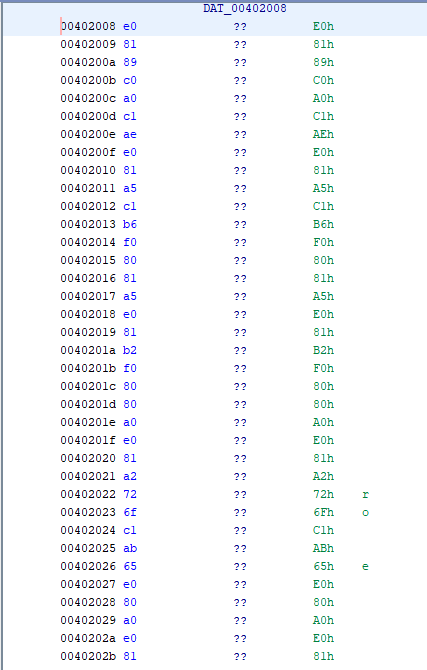 DAT_00402008
00402008 e0 ?? E0h
00402009 81 ?? 81h
0040200a 89 ?? 89h
0040200b c0 ?? C0h
0040200c a0 ?? A0h
0040200d c1 ?? C1h
0040200e ae ?? AEh
0040200f e0 ?? E0h
00402010 81 ?? 81h
00402011 a5 ?? A5h
00402012 c1 ?? C1h
00402013 b6 ?? B6h
00402014 f0 ?? F0h
00402015 80 ?? 80h
00402016 81 ?? 81h
00402017 a5 ?? A5h
00402018 e0 ?? E0h
00402019 81 ?? 81h
0040201a b2 ?? B2h
0040201b f0 ?? F0h
0040201c 80 ?? 80h
0040201d 80 ?? 80h
0040201e a0 ?? A0h
0040201f e0 ?? E0h
00402020 81 ?? 81h
00402021 a2 ?? A2h
00402022 72 ?? 72h r
00402023 6f ?? 6Fh o
00402024 c1 ?? C1h
00402025 ab ?? ABh
00402026 65 ?? 65h e
00402027 e0 ?? E0h
00402028 80 ?? 80h
00402029 a0 ?? A0h
0040202a e0 ?? E0h
0040202b 81 ?? 81h